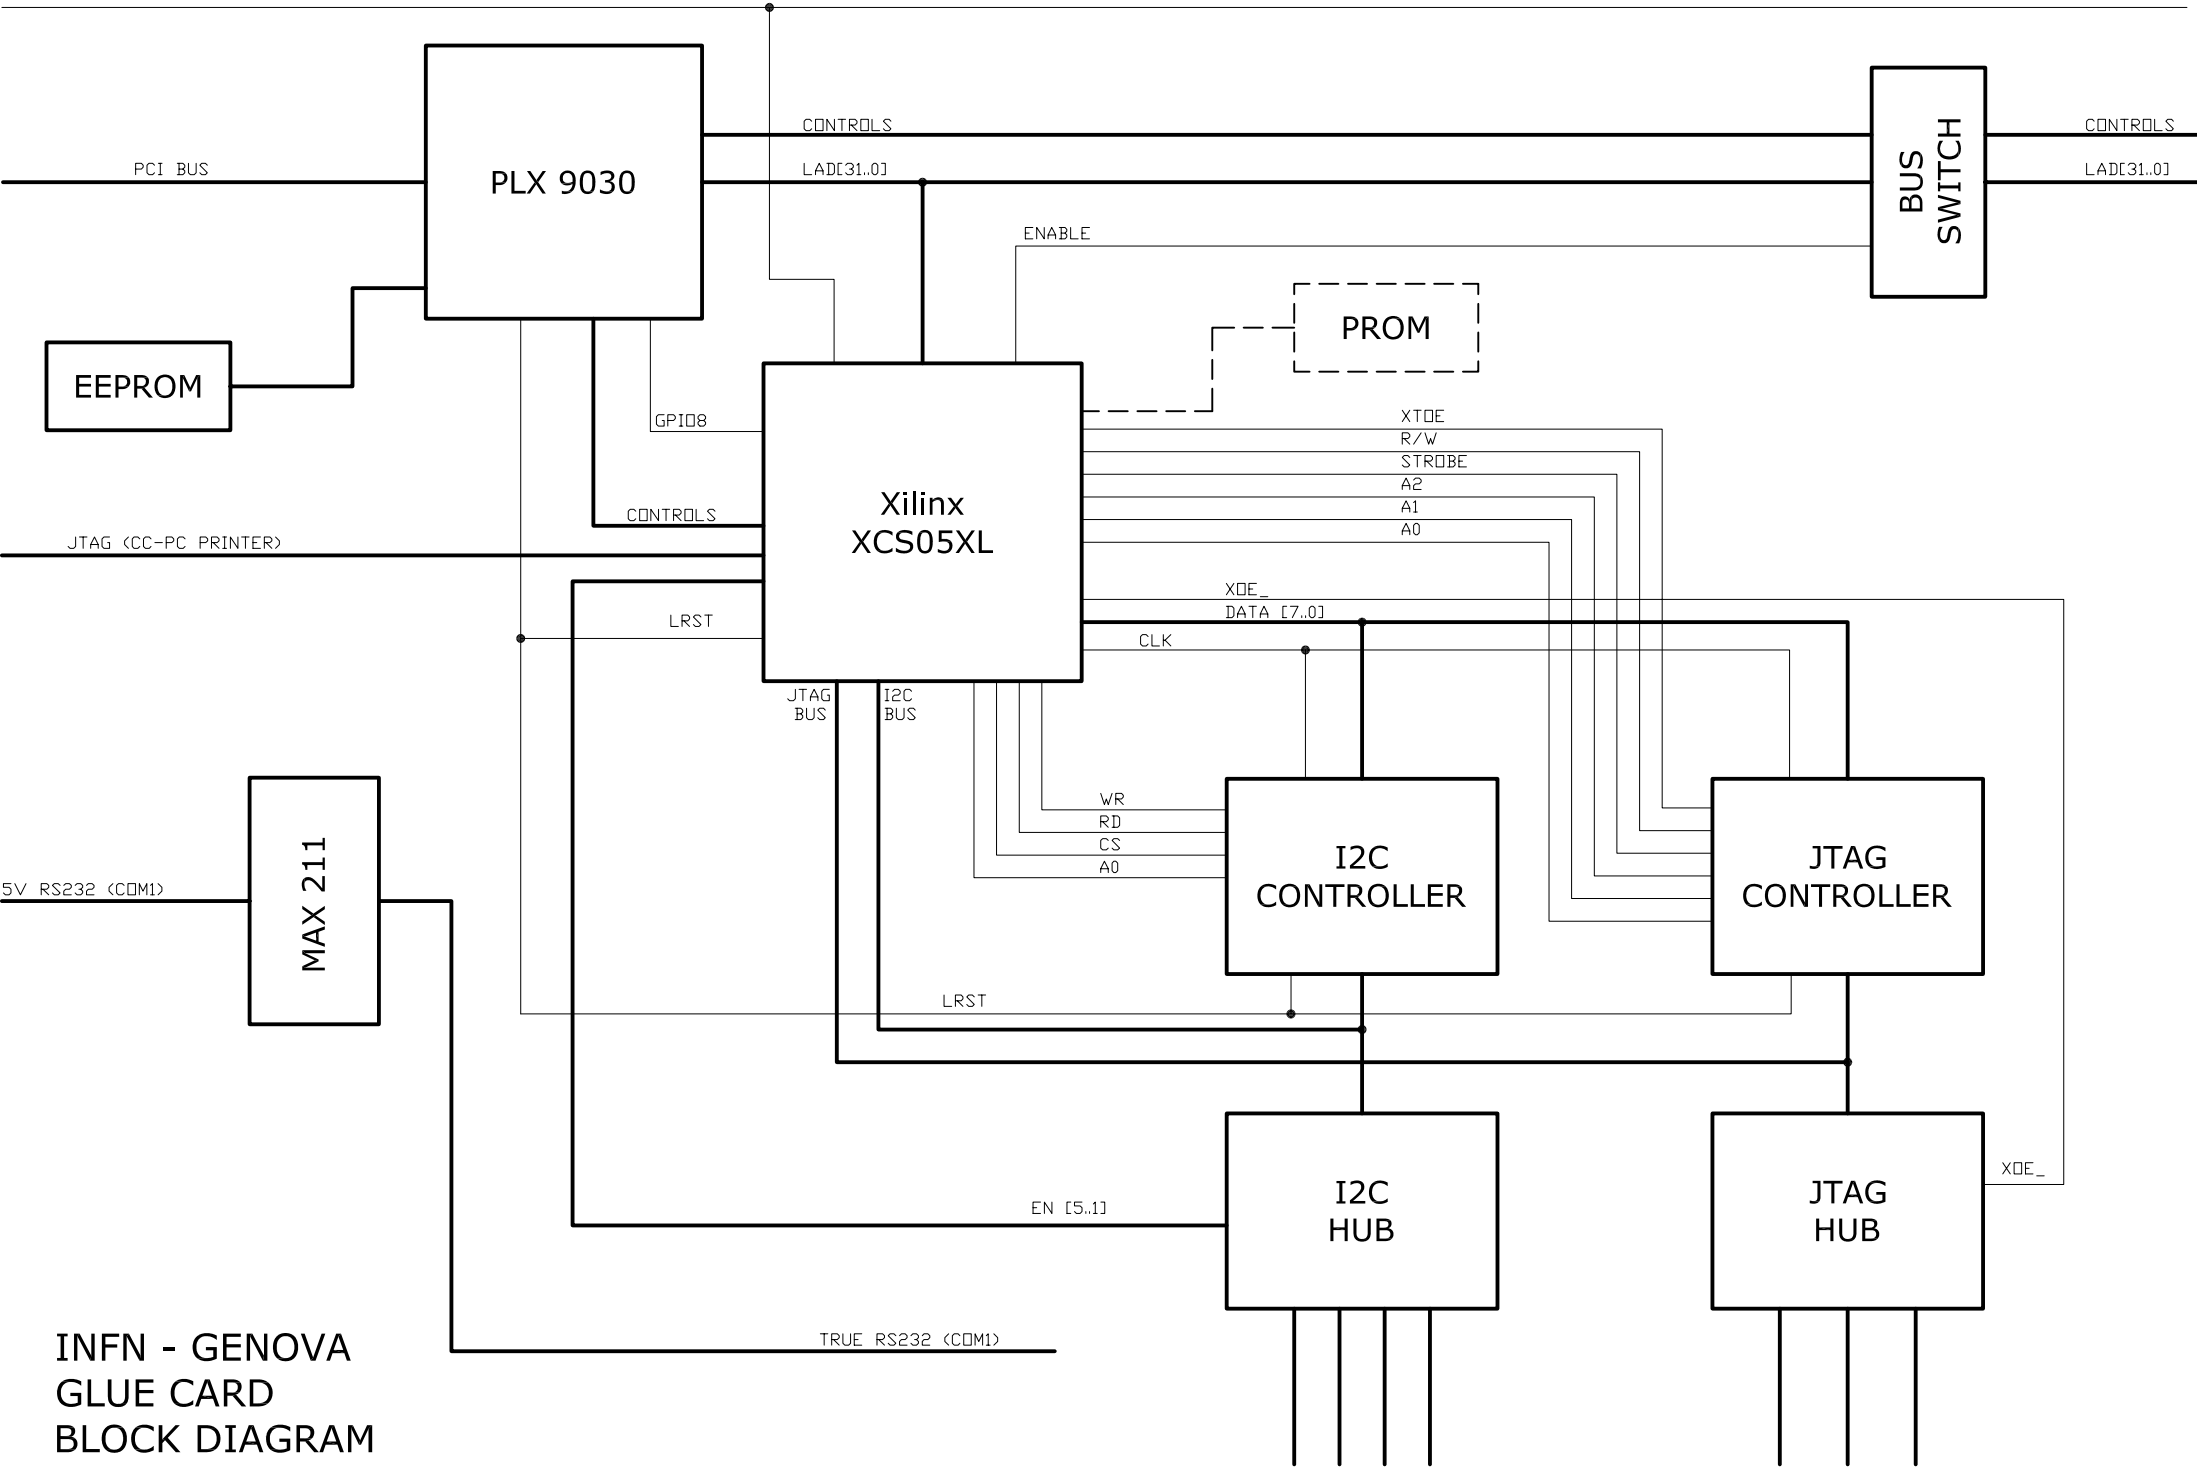 CONTROLS
CONTROLS
PCI BUS
PLX 9030
LAD[31..0]
BUS
SWITCH
LAD[31..0]
ENABLE
PROM
EEPROM
GPIO8
XTOE
R/W
STROBE
A2
A1
A0
Xilinx
XCS05XL
CONTROLS
JTAG (CC-PC PRINTER)
XOE_
DATA [7..0]
LRST
CLK
JTAG
BUS
I2C
BUS
WR
RD
CS
A0
MAX 211
I2C
CONTROLLER
JTAG
CONTROLLER
5V RS232 (COM1)
LRST
XOE_
I2C
HUB
JTAG
HUB
EN [5..1]
TRUE RS232 (COM1)
INFN - GENOVA
GLUE CARD
BLOCK DIAGRAM